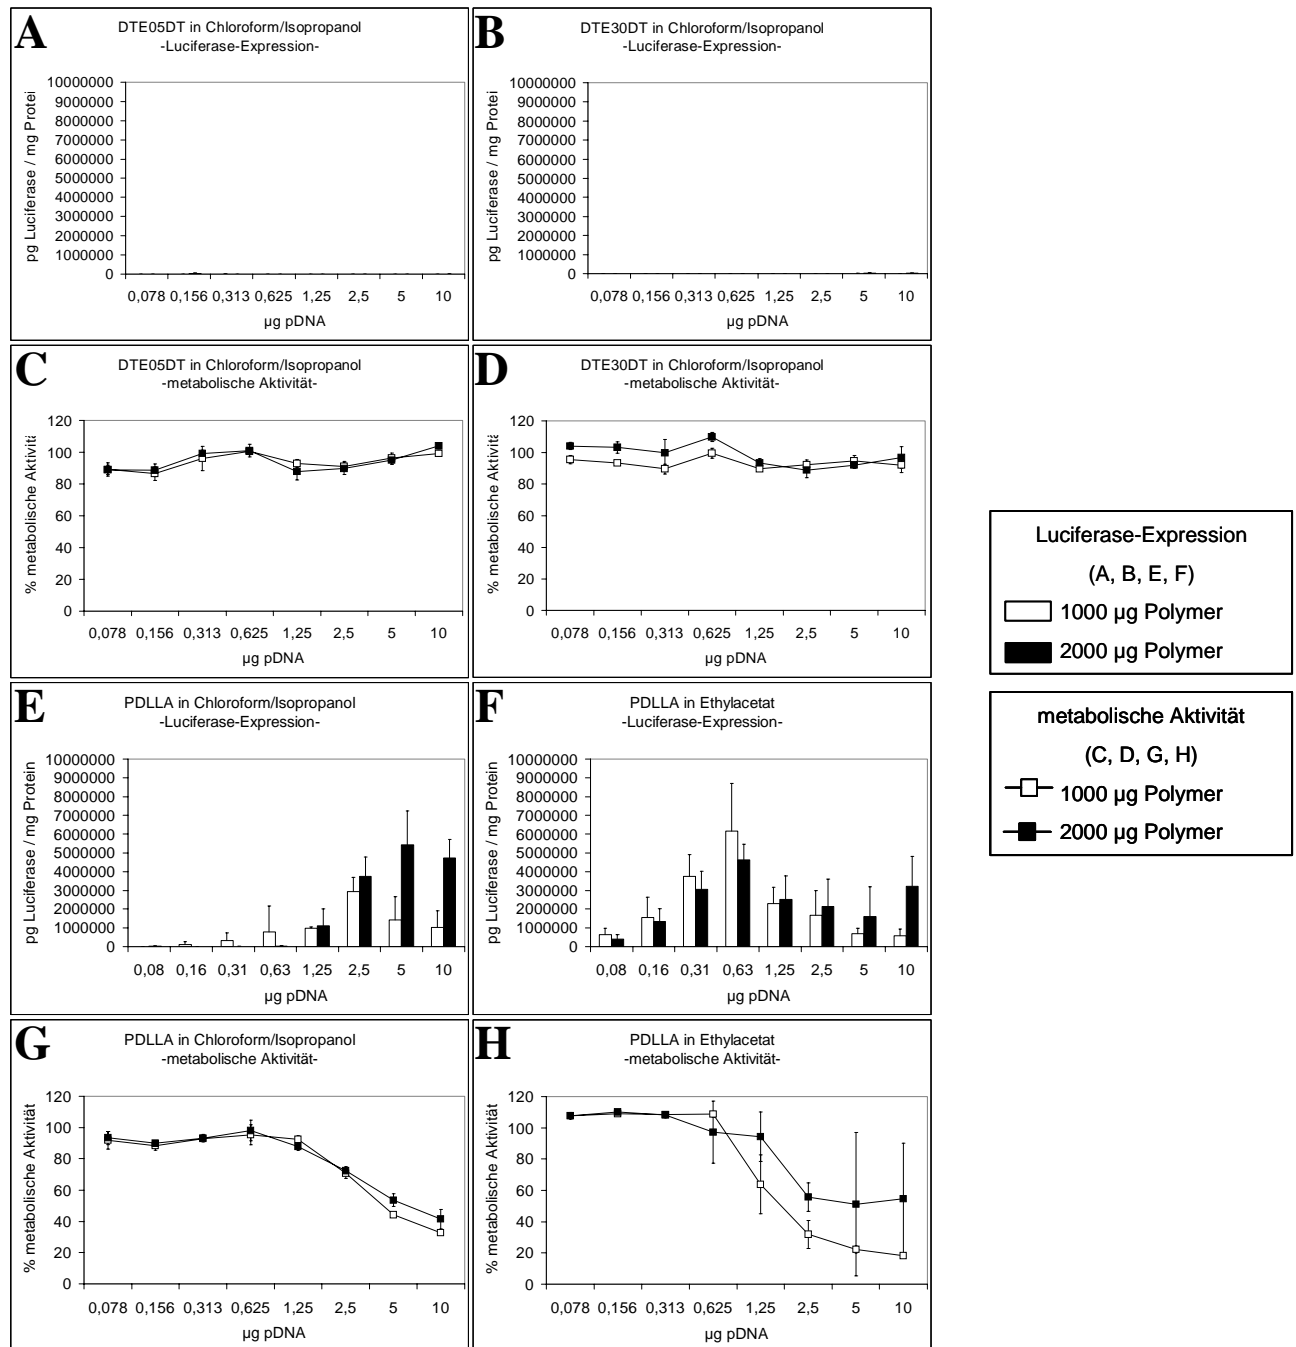 A
DTE05DT in Chloroform/Isopropanol
-Luciferase-Expression-
pg Luciferase / mg Protei
10000000
9000000
8000000
7000000
6000000
5000000
4000000
3000000
2000000
1000000
0
0,078 0,156 0,313 0,625 1,25 2,5 5 10
µg pDNA
B
DTE30DT in Chloroform/Isopropanol
-Luciferase-Expression-
pg Luciferase / mg Protei
10000000
9000000
8000000
7000000
6000000
5000000
4000000
3000000
2000000
1000000
0
0,078 0,156 0,313 0,625 1,25 2,5 5 10
µg pDNA
C
DTE05DT in Chloroform/Isopropanol
-metabolische Aktivität-
% metabolische Aktivitä
120
100
80
60
40
20
0
0,078 0,156 0,313 0,625 1,25 2,5 5 10
µg pDNA
D
DTE30DT in Chloroform/Isopropanol
-metabolische Aktivität-
% metabolische Aktivitä
120
100
80
60
40
20
0
0,078 0,156 0,313 0,625 1,25 2,5 5 10
µg pDNA
E
PDLLA in Chloroform/Isopropanol
-Luciferase-Expression-
pg Luciferase / mg Protein
10000000
9000000
8000000
7000000
6000000
5000000
4000000
3000000
2000000
1000000
0
0,08 0,16 0,31 0,63 1,25 2,5 5 10
µg pDNA
F
PDLLA in Ethylacetat
-Luciferase-Expression-
pg Luciferase / mg Protein
10000000
9000000
8000000
7000000
6000000
5000000
4000000
3000000
2000000
1000000
0
0,08 0,16 0,31 0,63 1,25 2,5 5 10
µg pDNA
G
PDLLA in Chloroform/Isopropanol
-metabolische Aktivität-
% metabolische Aktivität
120
100
80
60
40
20
0
0,078 0,156 0,313 0,625 1,25 2,5 5 10
µg pDNA
H
PDLLA in Ethylacetat
-metabolische Aktivität-
% metabolische Aktivität
120
100
80
60
40
20
0
0,078 0,156 0,313 0,625 1,25 2,5 5 10
µg pDNA
Luciferase-Expression
(A, B, E, F)
1000 µg Polymer
2000 µg Polymer
metabolische Aktivität
(C, D, G, H)
1000 µg Polymer
2000 µg Polymer